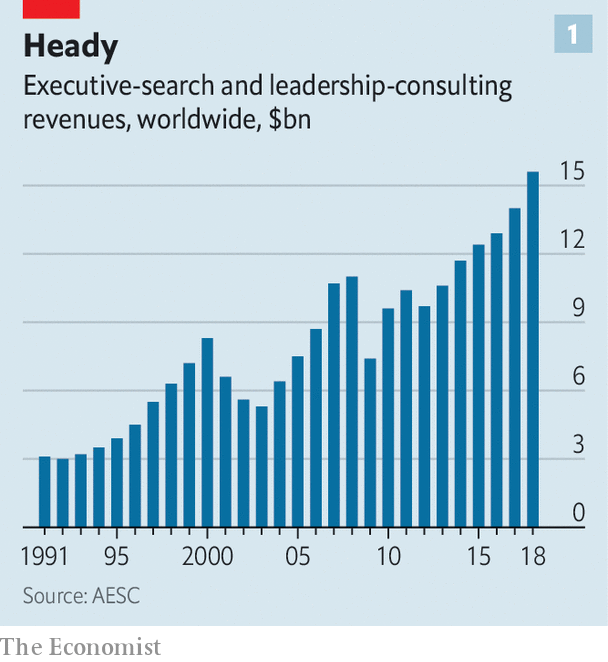 1
Heady
Executive-search and leadership-consulting
revenues, worldwide, $bn
15
12
9
6
3
0
1991 95 2000 05 10 15 18
Source: AESC
The Economist